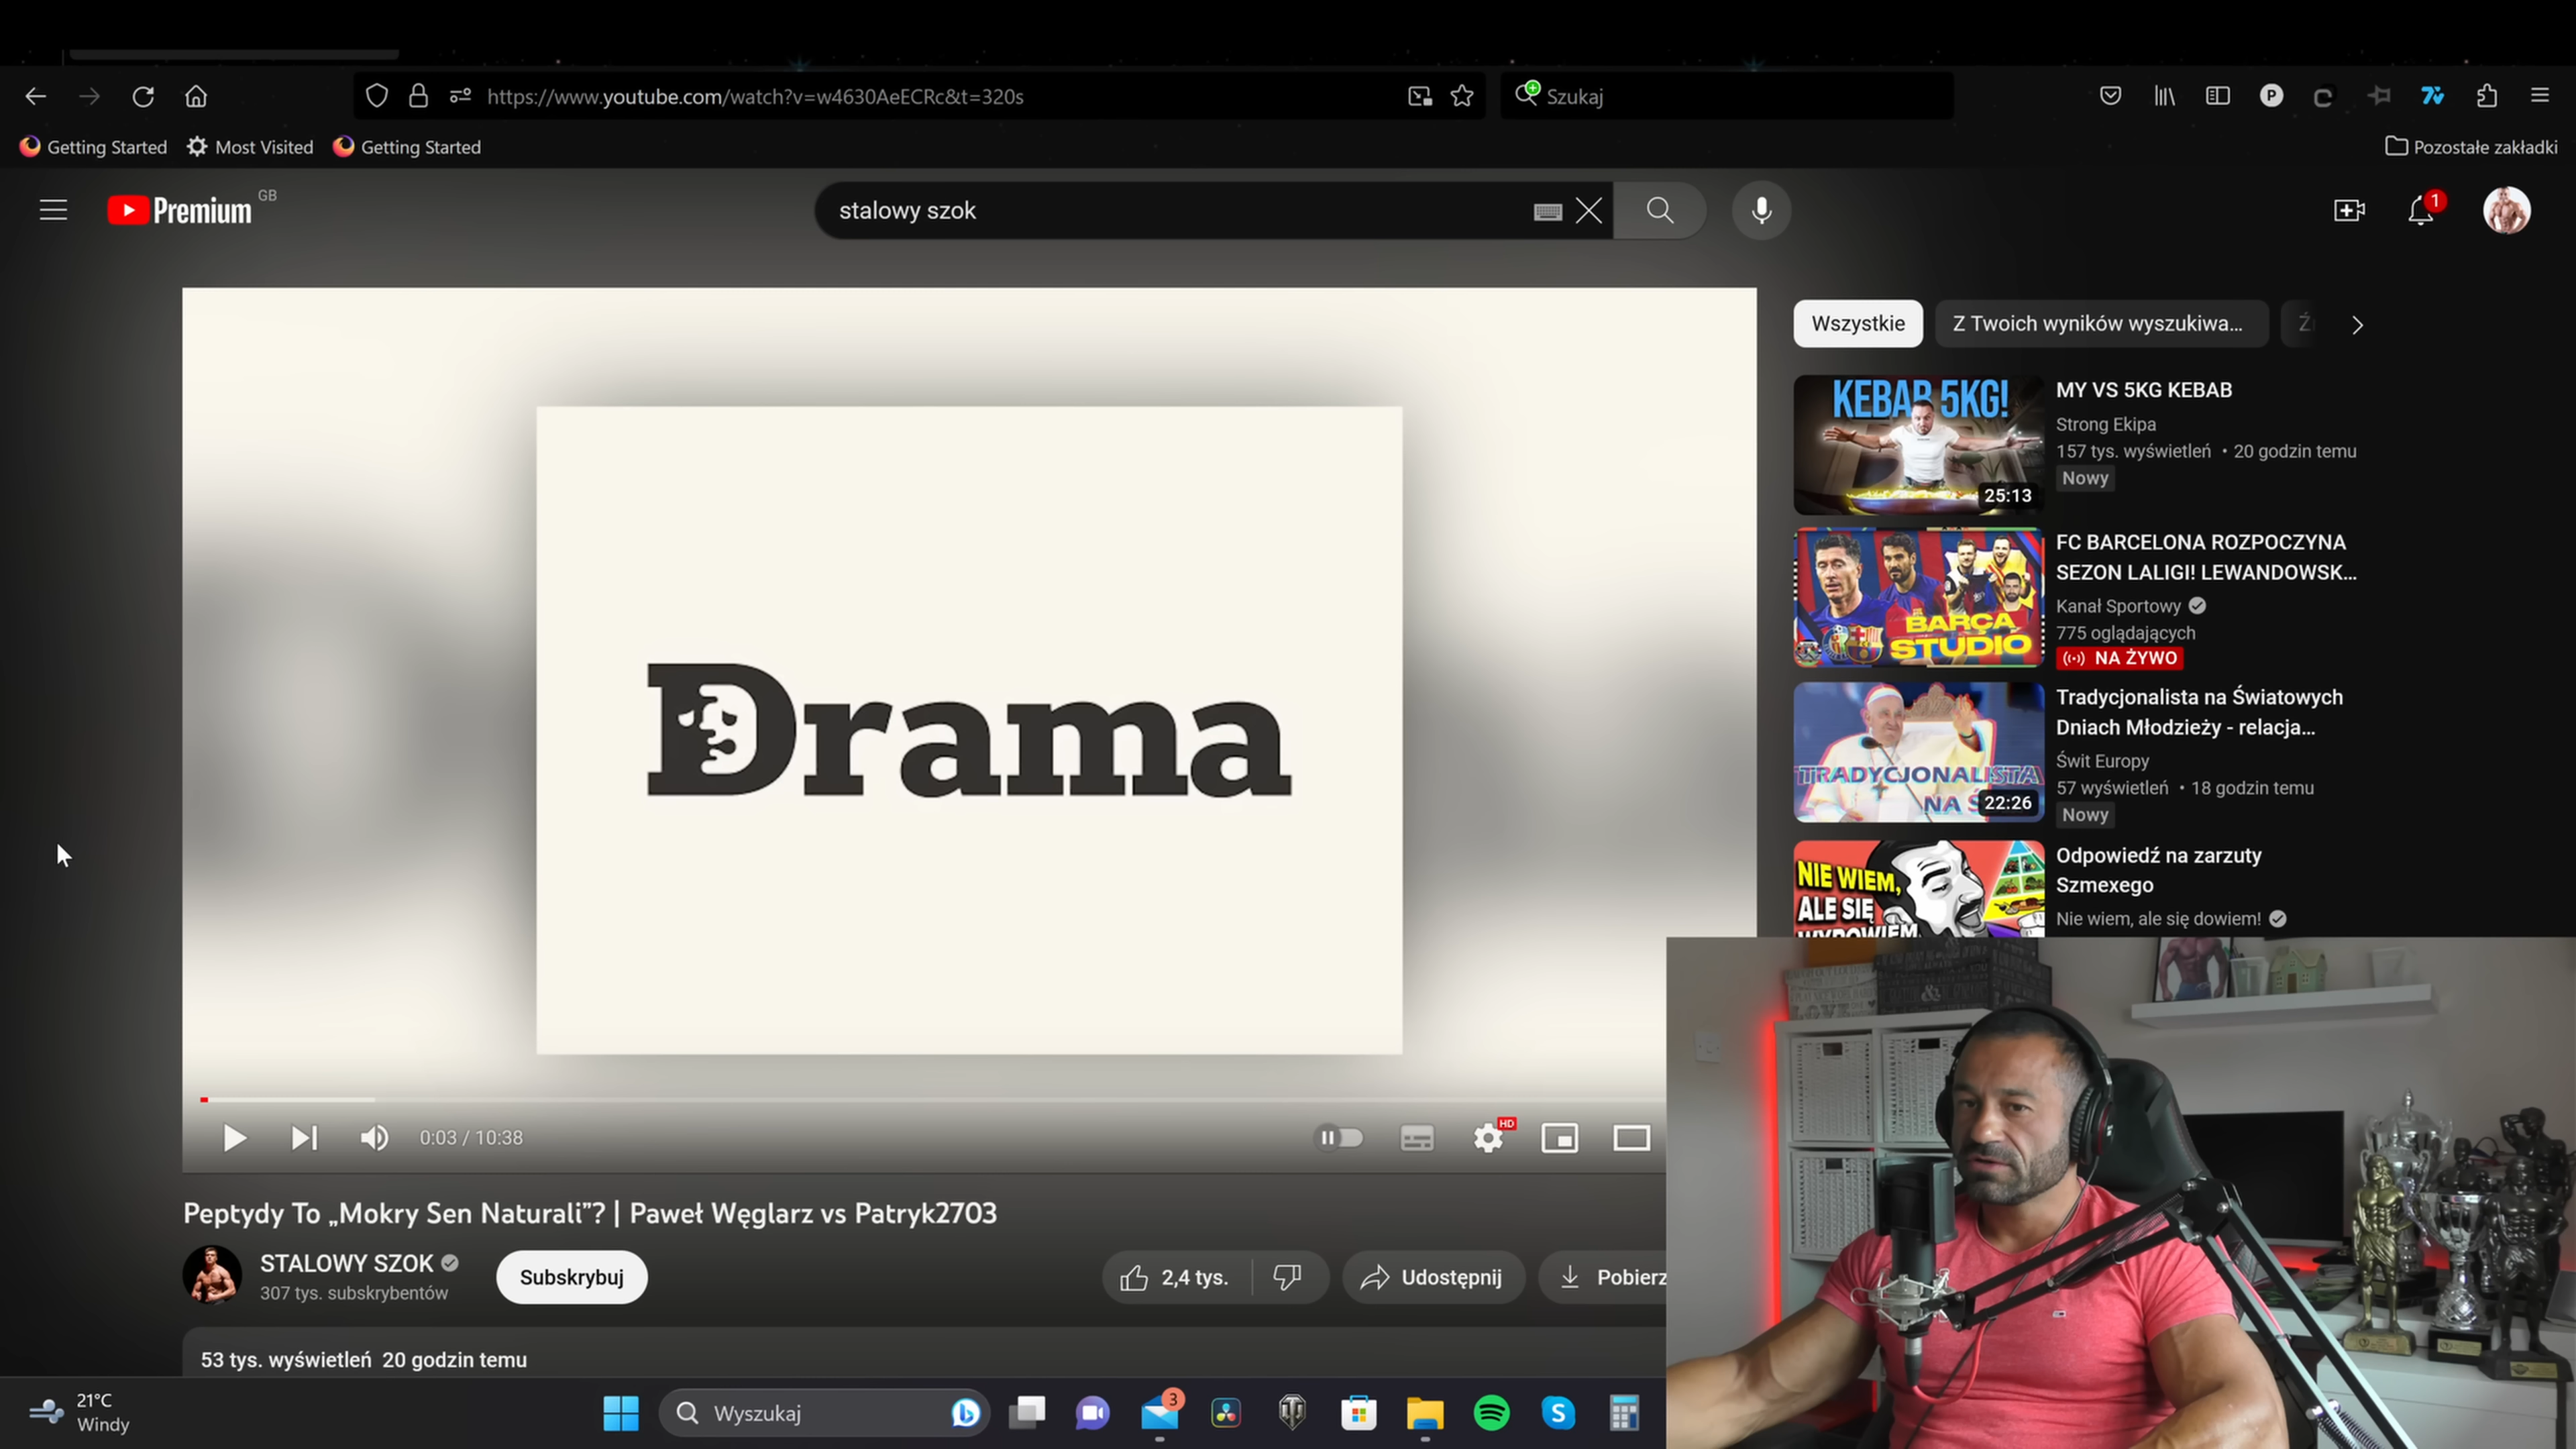 https://www.youtube.com/watch?v=w4630AeECRc&t=320s
Szukaj
P
Getting Started
Most Visited
Getting Started
Pozostałe zakładki
Premium
GB
stalowy szok
1
Wszystkie
Z Twoich wyników wyszukiwa...
Drama
KEBAB 5KG!
25:13
MY VS 5KG KEBAB
Strong Ekipa
157 tys. wyświetleń • 20 godzin temu
Nowy
BARÇA
STUDIO
FC BARCELONA ROZPOCZYNA
SEZON LALIGI! LEWANDOWSK...
Kanał Sportowy
775 oglądających
NA ŻYWO
TRADYCJONALISTA
NA Ś
22:26
Tradycjonalista na Światowych
Dniach Młodzieży - relacja...
Świt Europy
57 wyświetleń • 18 godzin temu
Nowy
NIE WIEM,
ALE SIĘ
WYPOWIEM
Odpowiedź na zarzuty
Szmexego
Nie wiem, ale się dowiem!
0:03 / 10:38
HD
Peptydy To „Mokry Sen Naturali”? | Paweł Węglarz vs Patryk2703
STALOWY SZOK
307 tys. subskrybentów
Subskrybuj
2,4 tys.
Udostępnij
Pobierz
53 tys. wyświetleń 20 godzin temu
21°C
Windy
Wyszukaj
3